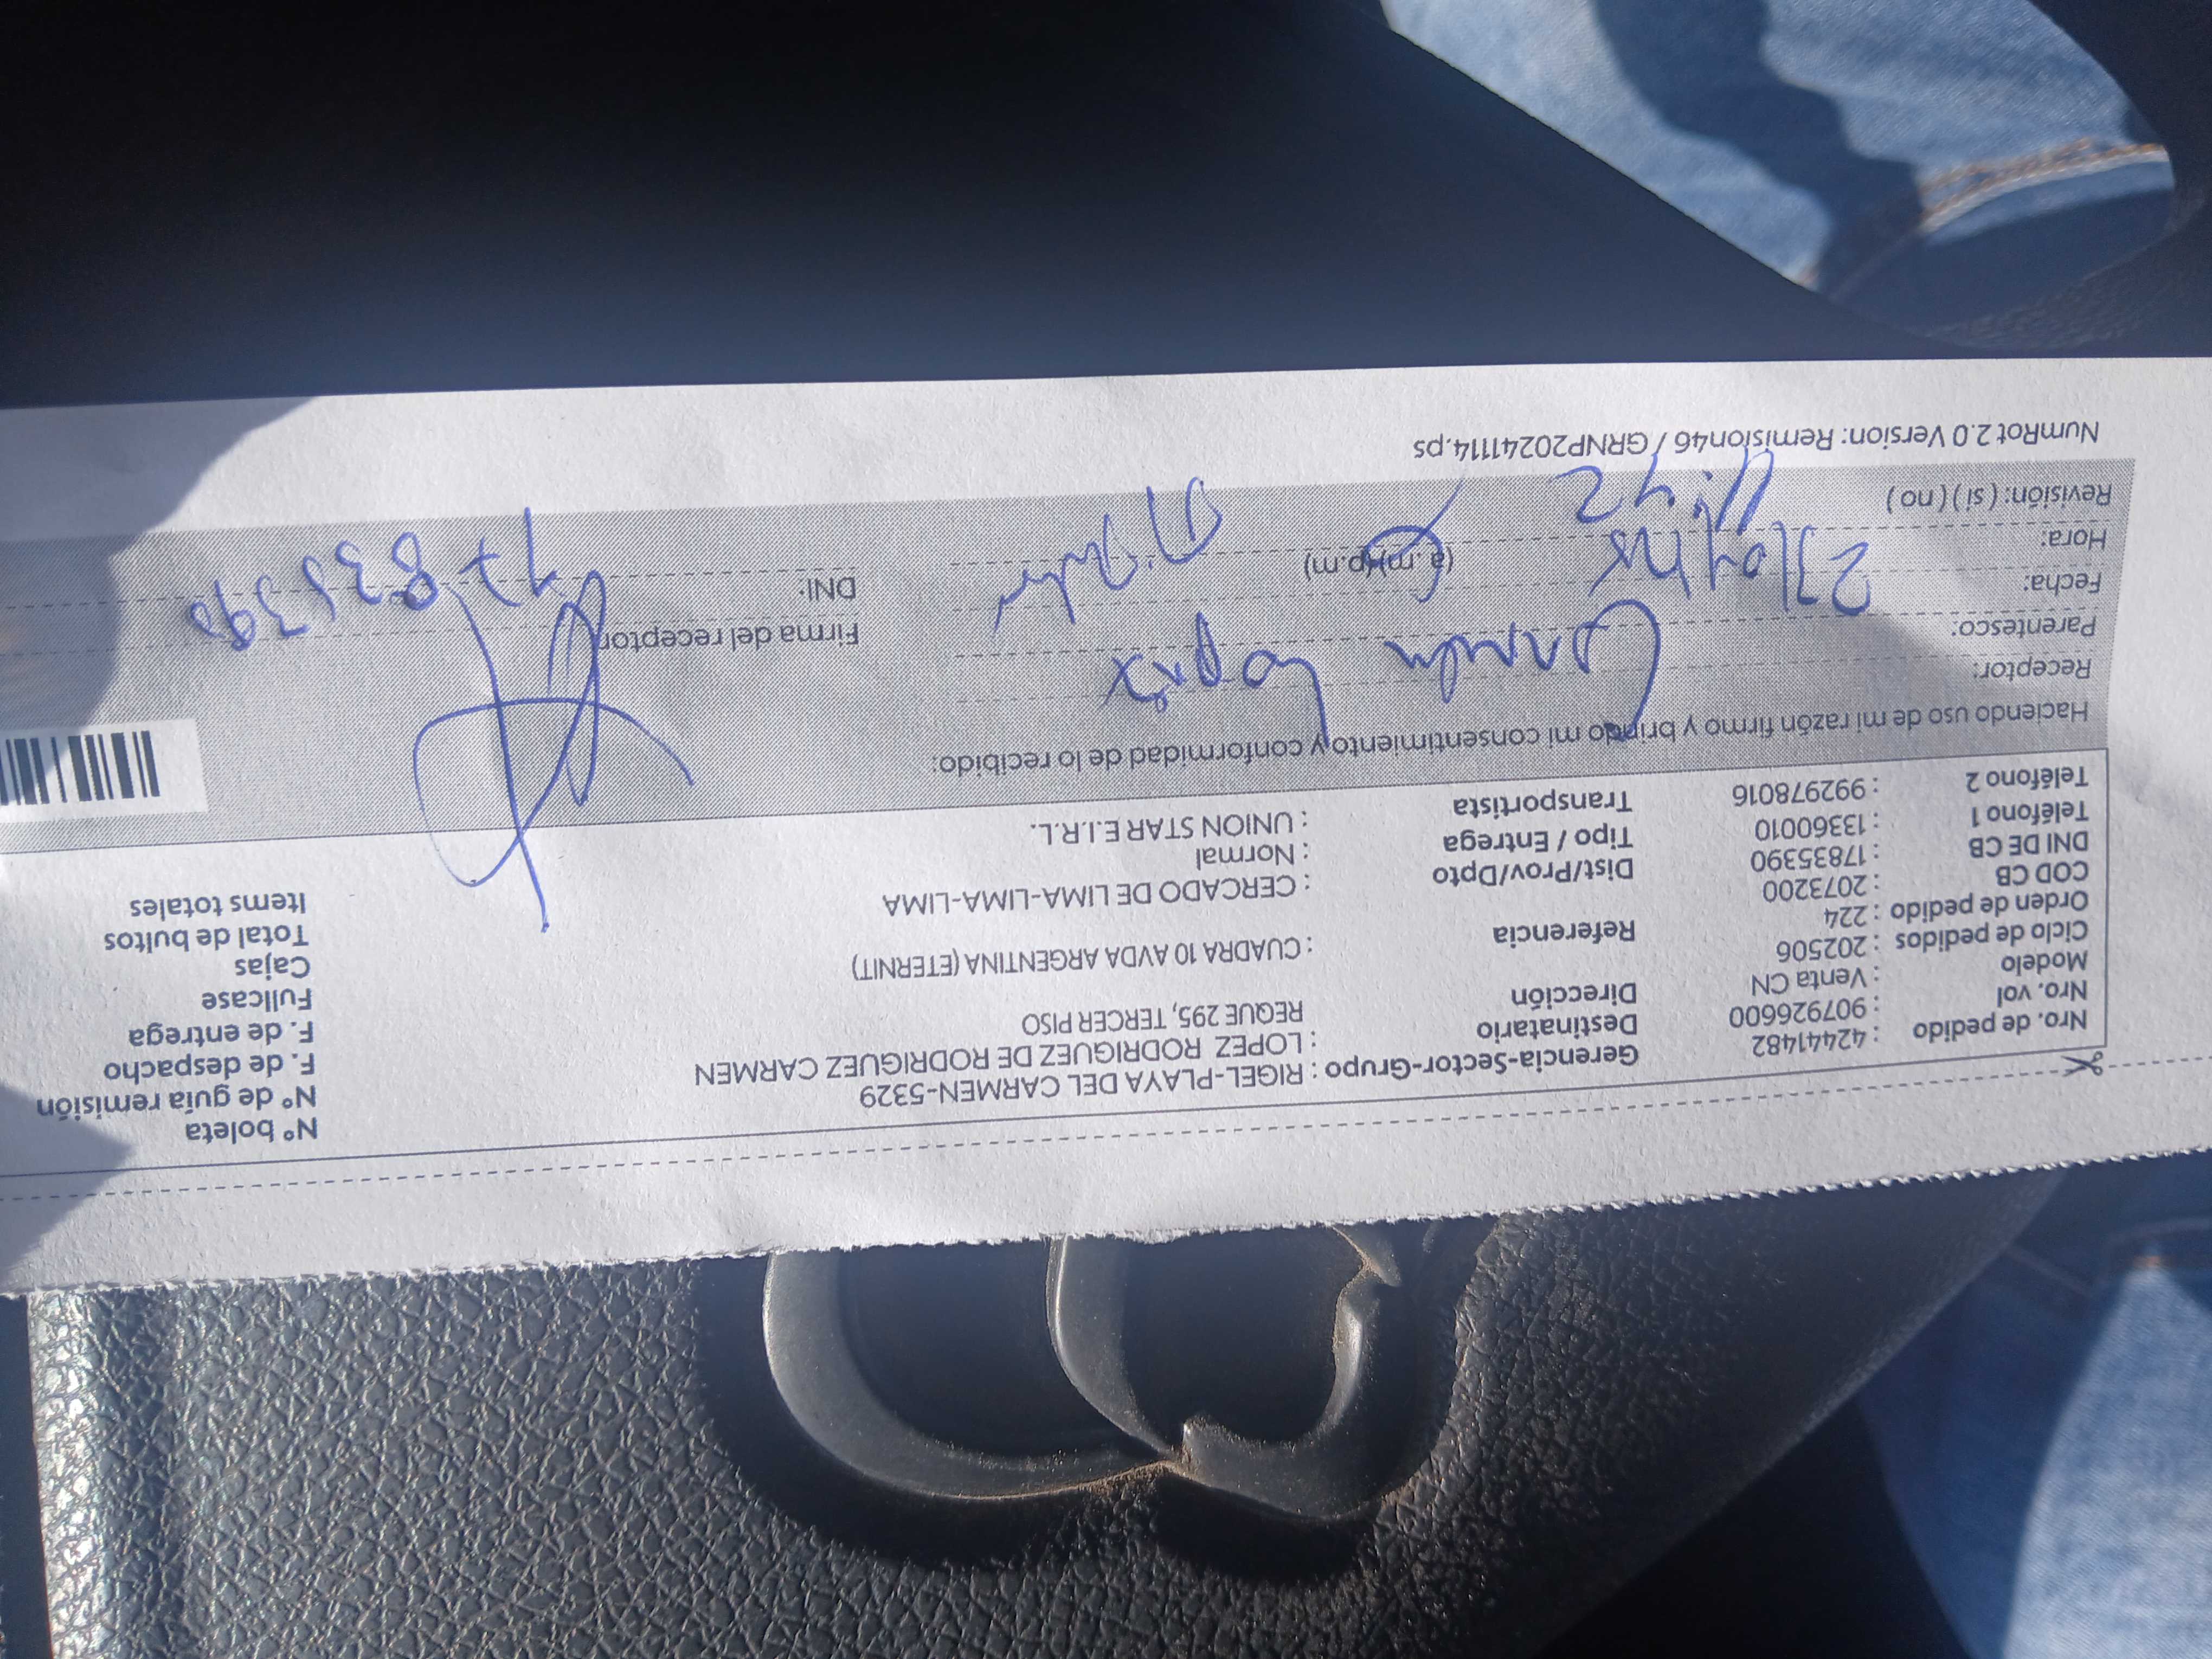 Nro. de pedido : 42441482 Gerencia-Sector-Grupo : RIGEL-PLAYA DEL CARMEN-5329 N° boleta
Nro. vol : 907926600 Destinatario : LOPEZ RODRIGUEZ DE RODRIGUEZ CARMEN N° de guía remisión
Modelo : Venta CN Dirección REQUE 295, TERCER PISO F. de despacho
Ciclo de pedidos : 202506 F. de entrega
Orden de pedido : 224 Referencia : CUADRA 10 AVDA ARGENTINA (ETERNIT) Fullcase
COD CB : 2073200 Cajas
DNI DE CB : 17835390 Dist/Prov/Dpto : CERCADO DE LIMA-LIMA-LIMA Total de bultos
Teléfono 1 : 13360010 Tipo / Entrega : Normal Items totales
Teléfono 2 : 992978016 Transportista : UNION STAR E.I.R.L.
Haciendo uso de mi razón firmo y brindo mi consentimiento y conformidad de lo recibido:
Receptor: Carmen Lopez
Parentesco: Firma del receptor
Fecha: DNI: 17835390
Hora: 11:42 (a.m)(p.m)
Revisión: ( si ) ( no )
NumRot 2.0 Version: Remision46 / GRNP20241114.ps